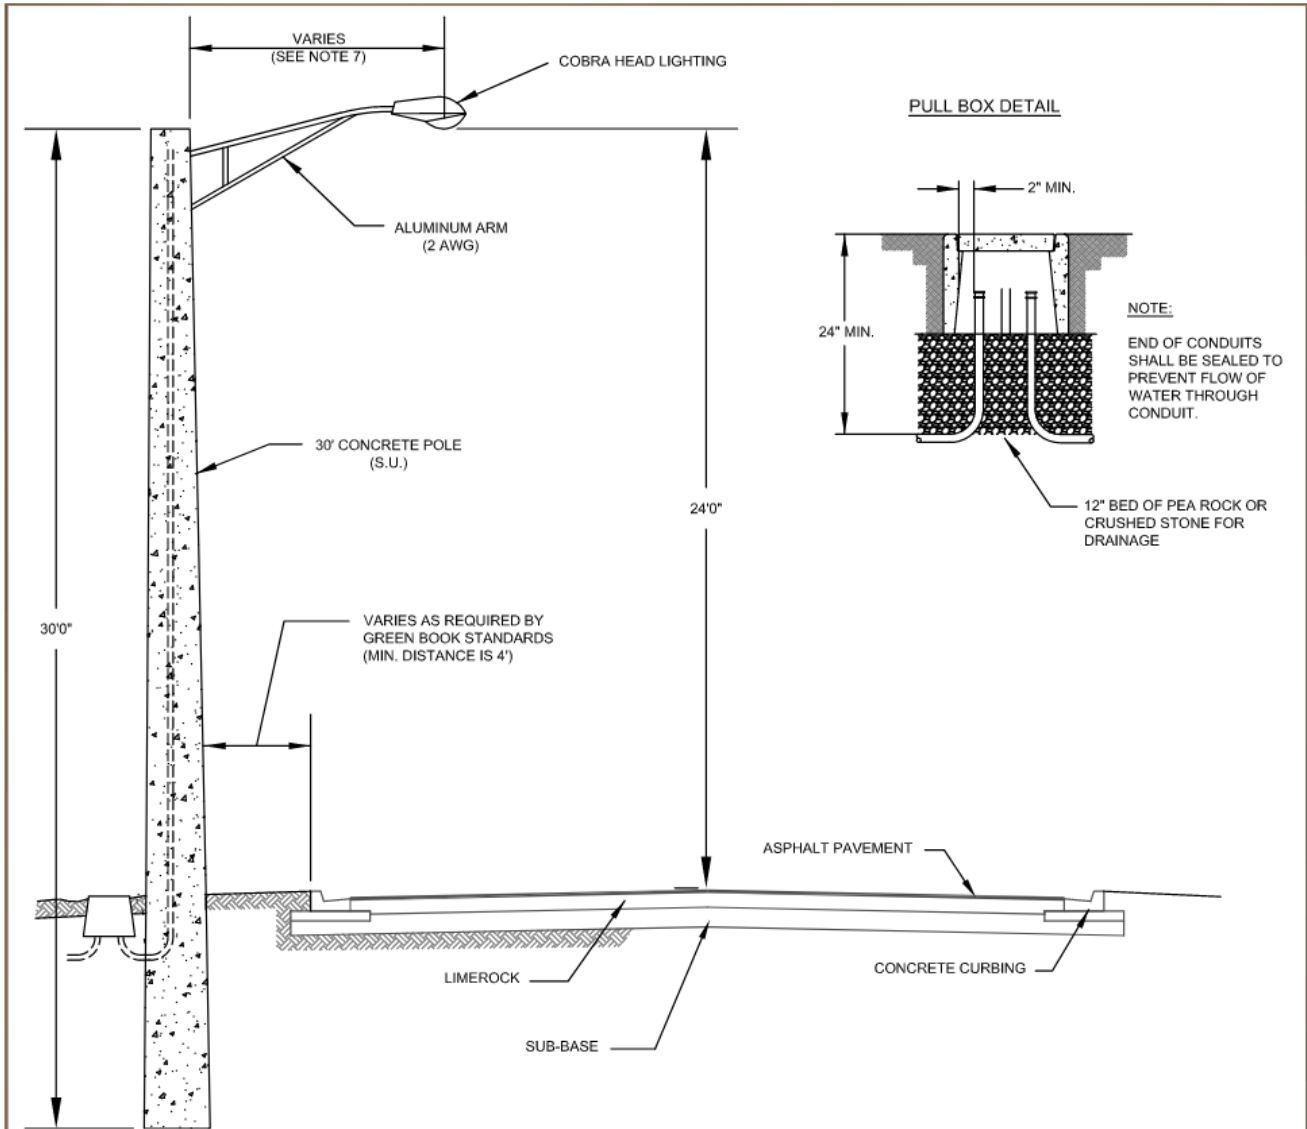 VARIES
(SEE NOTE 7)
COBRA HEAD LIGHTING
PULL BOX DETAIL
2" MIN.
ALUMINUM ARM
(2 AWG)
24" MIN.
NOTE:
END OF CONDUITS
SHALL BE SEALED TO
PREVENT FLOW OF
WATER THROUGH
CONDUIT.
30' CONCRETE POLE
(S.U.)
24'0"
12" BED OF PEA ROCK OR
CRUSHED STONE FOR
DRAINAGE
30'0"
VARIES AS REQUIRED BY
GREEN BOOK STANDARDS
(MIN. DISTANCE IS 4')
ASPHALT PAVEMENT
LIMEROCK
CONCRETE CURBING
SUB-BASE